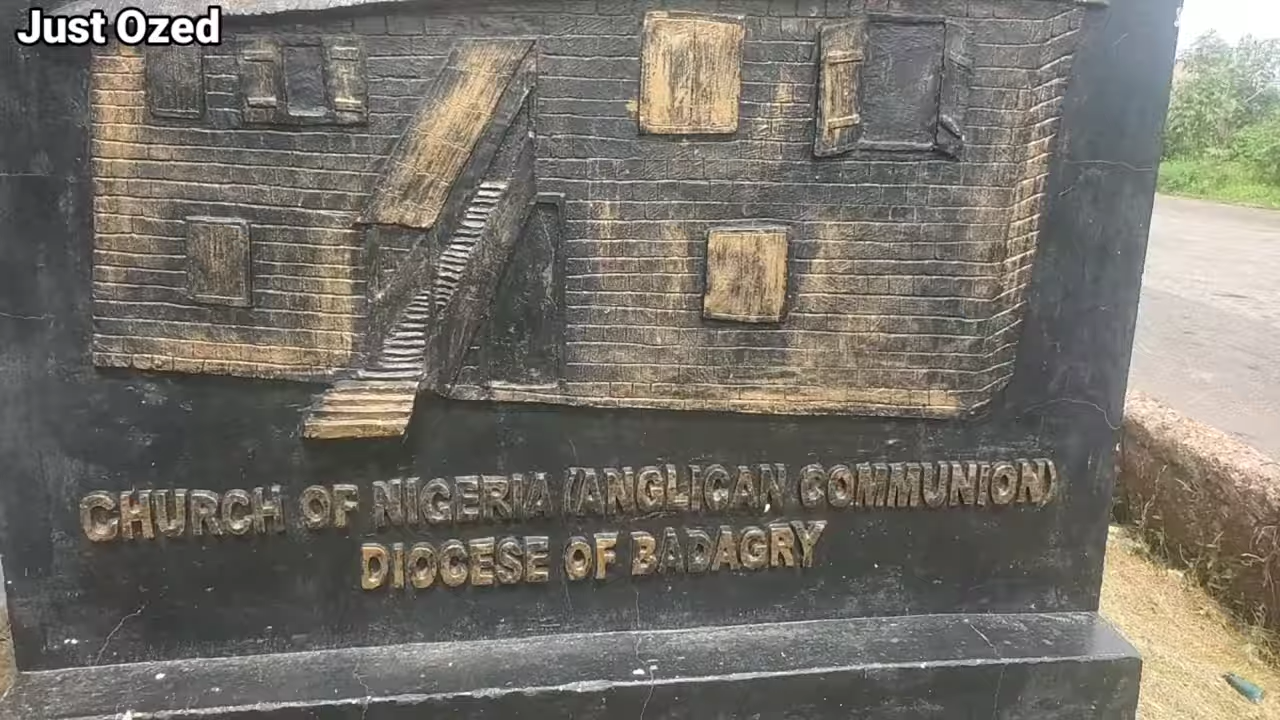 Just Ozed
CHURCH OF NIGERIA (ANGLICAN COMMUNION)
DIOCESE OF BADAGRY